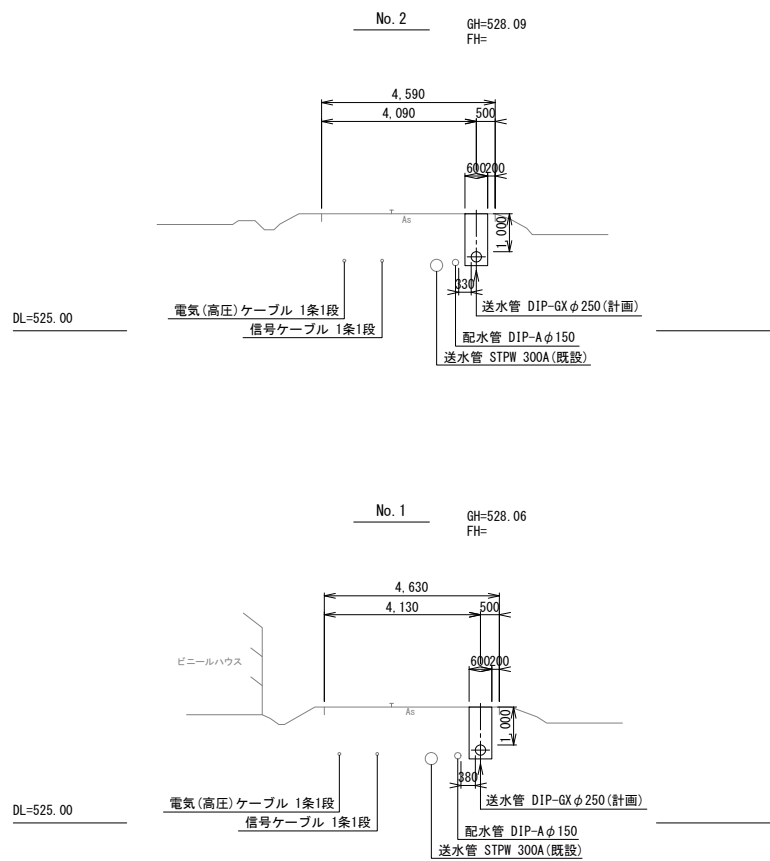 No. 2
GH=528.09
FH=
4,590
4,090
500
600
200
As
1,000
330
電気(高圧)ケーブル 1条1段
信号ケーブル 1条1段
送水管 DIP-GXφ250(計画)
配水管 DIP-Aφ150
送水管 STPW 300A(既設)
DL=525.00
No. 1
GH=528.06
FH=
4,630
4,130
500
600
200
ビニールハウス
As
1,000
380
電気(高圧)ケーブル 1条1段
信号ケーブル 1条1段
送水管 DIP-GXφ250(計画)
配水管 DIP-Aφ150
送水管 STPW 300A(既設)
DL=525.00